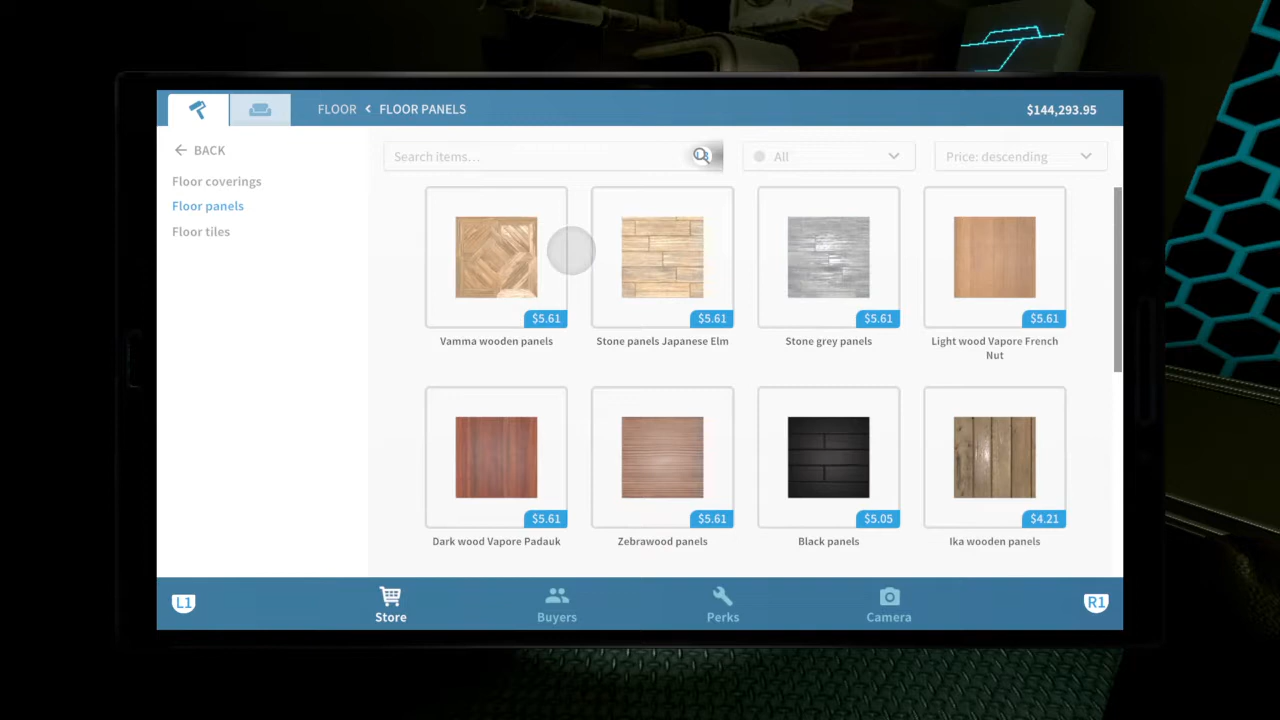 FLOOR < FLOOR PANELS
$144,293.95
BACK
Floor coverings
Floor panels
Floor tiles
Search items...
All
Price: descending
$5.61
$5.61
$5.61
$5.61
Vamma wooden panels
Stone panels Japanese Elm
Stone grey panels
Light wood Vapore French
Nut
$5.61
$5.61
$5.05
$4.21
Dark wood Vapore Padauk
Zebrawood panels
Black panels
Ika wooden panels
L1
Store
Buyers
Perks
Camera
R1